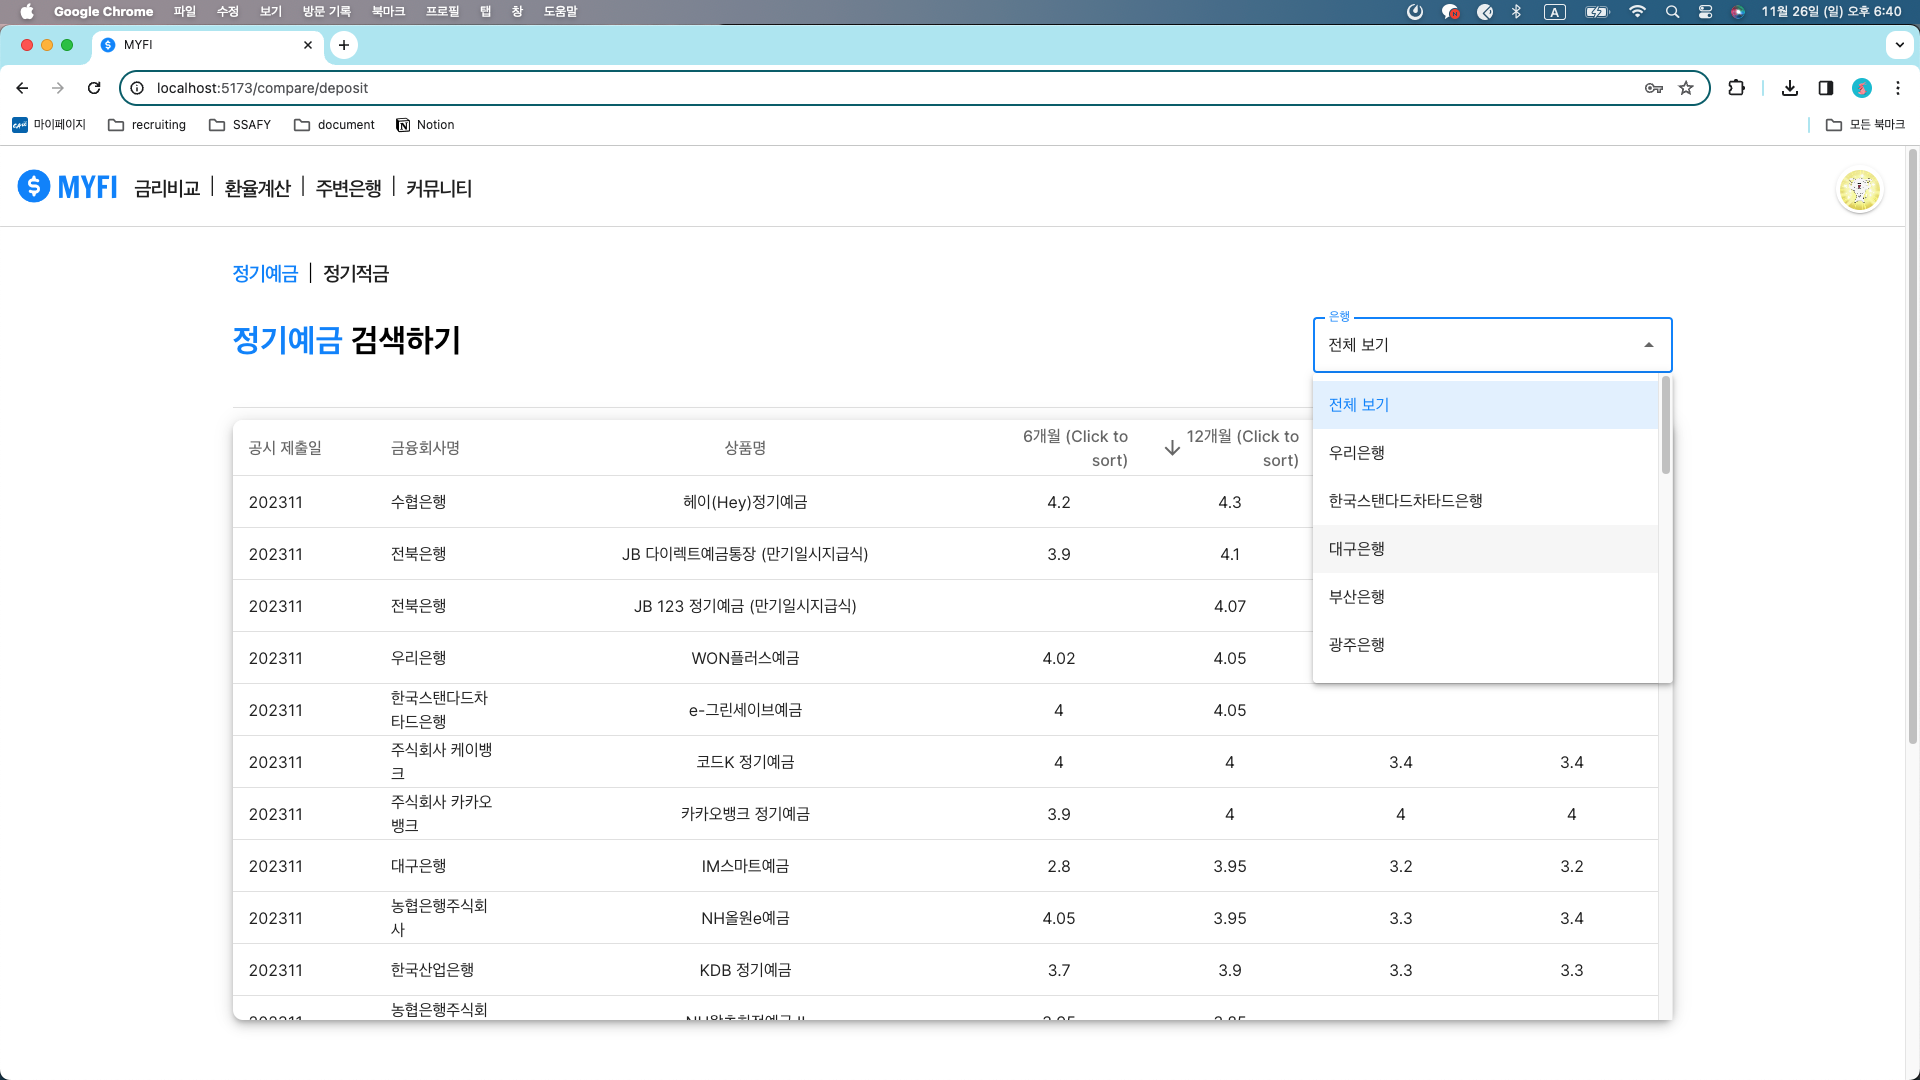 Google Chrome 파일 수정 보기 방문 기록 북마크 프로필 탭 창 도움말 A 11월 26일 (일) 오후 6:40
MYFI
localhost:5173/compare/deposit
마이페이지 recruiting SSAFY document Notion 모든 북마크
MYFI 금리비교 환율계산 주변은행 커뮤니티
정기예금 정기적금
정기예금 검색하기
은행
전체 보기
전체 보기
우리은행
한국스탠다드차타드은행
대구은행
부산은행
광주은행
공시 제출일 금융회사명 상품명 6개월 (Click to sort) 12개월 (Click to sort)
202311 수협은행 헤이(Hey)정기예금 4.2 4.3
202311 전북은행 JB 다이렉트예금통장 (만기일시지급식) 3.9 4.1
202311 전북은행 JB 123 정기예금 (만기일시지급식) 4.07
202311 우리은행 WON플러스예금 4.02 4.05
202311 한국스탠다드차타드은행 e-그린세이브예금 4 4.05
202311 주식회사 케이뱅크 코드K 정기예금 4 4 3.4 3.4
202311 주식회사 카카오뱅크 카카오뱅크 정기예금 3.9 4 4 4
202311 대구은행 IM스마트예금 2.8 3.95 3.2 3.2
202311 농협은행주식회사 NH올원e예금 4.05 3.95 3.3 3.4
202311 한국산업은행 KDB 정기예금 3.7 3.9 3.3 3.3
농협은행주식회